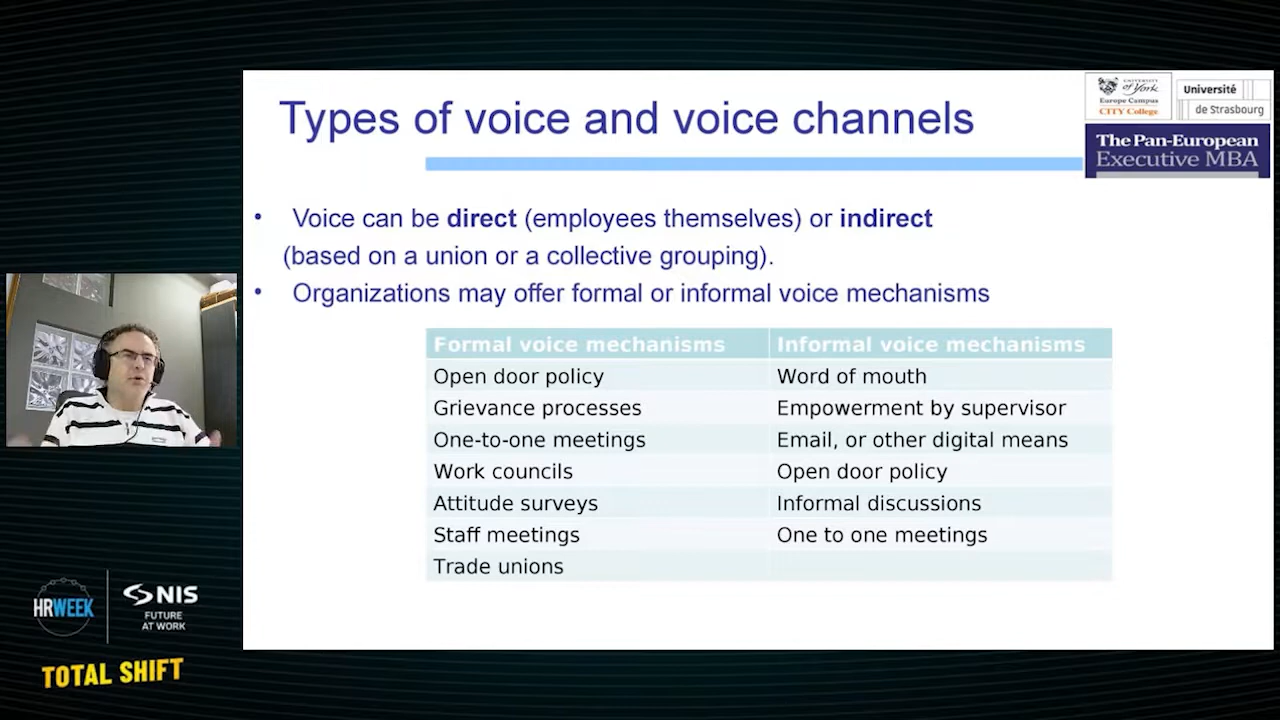 Types of voice and voice channels
UNIVERSITY of York
Europe Campus
CITY College
Université
de Strasbourg
The Pan-European
Executive MBA
• Voice can be direct (employees themselves) or indirect
(based on a union or a collective grouping).
• Organizations may offer formal or informal voice mechanisms
Formal voice mechanisms Informal voice mechanisms
Open door policy Word of mouth
Grievance processes Empowerment by supervisor
One-to-one meetings Email, or other digital means
Work councils Open door policy
Attitude surveys Informal discussions
Staff meetings One to one meetings
Trade unions
HRWEEK
NIS
FUTURE
AT WORK
TOTAL SHIFT